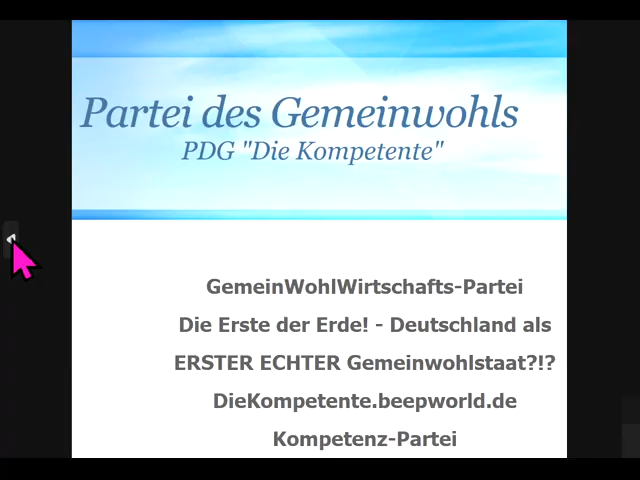 Partei des Gemeinwohls
PDG "Die Kompetente"
GemeinWohlWirtschafts-Partei
Die Erste der Erde! - Deutschland als
ERSTER ECHTER Gemeinwohlstaat?!?
DieKompetente.beepworld.de
Kompetenz-Partei